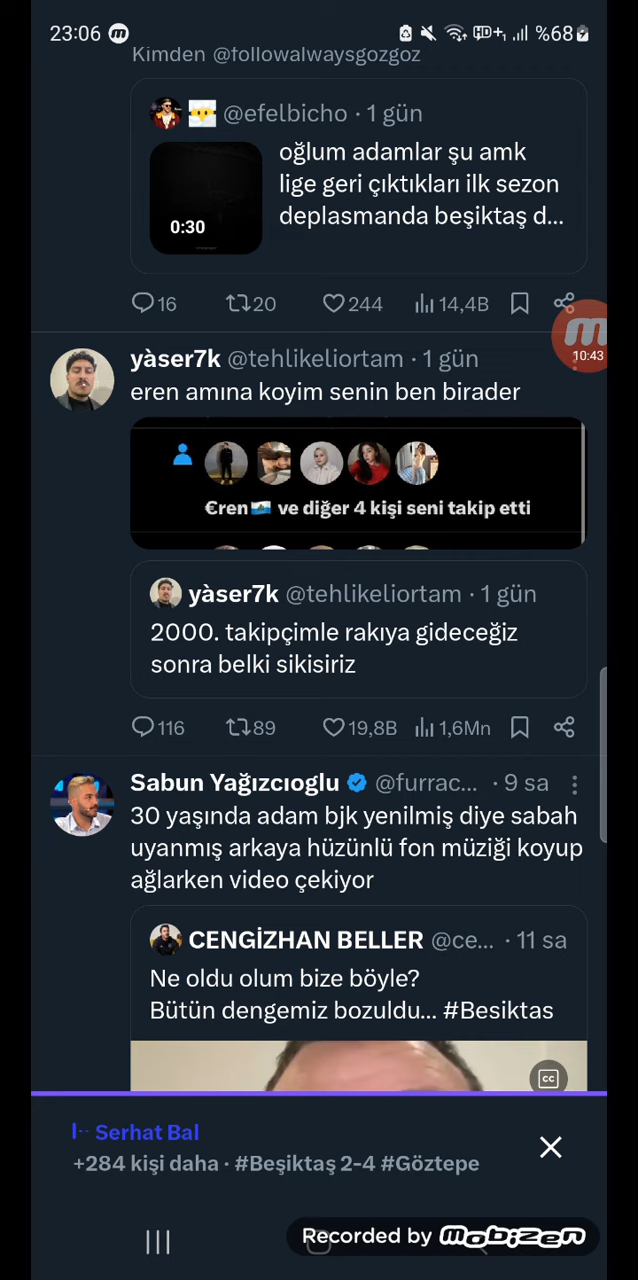 23:06
HD+ %68
Kimden @followalwaysgozgoz
@efelbicho · 1 gün
oğlum adamlar şu amk
lige geri çıktıkları ilk sezon
deplasmanda beşiktaş d...
0:30
16 20 244 14,4B
10:43
yàser7k @tehlikeliortam · 1 gün
eren amına koyim senin ben birader
€ren ve diğer 4 kişi seni takip etti
yàser7k @tehlikeliortam · 1 gün
2000. takipçimle rakıya gideceğiz
sonra belki sikisiriz
116 89 19,8B 1,6Mn
Sabun Yağızcıoglu @furrac... · 9 sa
30 yaşında adam bjk yenilmiş diye sabah
uyanmış arkaya hüzünlü fon müziği koyup
ağlarken video çekiyor
CENGİZHAN BELLER @ce... · 11 sa
Ne oldu olum bize böyle?
Bütün dengemiz bozuldu... #Besiktas
CC
Serhat Bal
+284 kişi daha · #Beşiktaş 2-4 #Göztepe
Recorded by mobizen